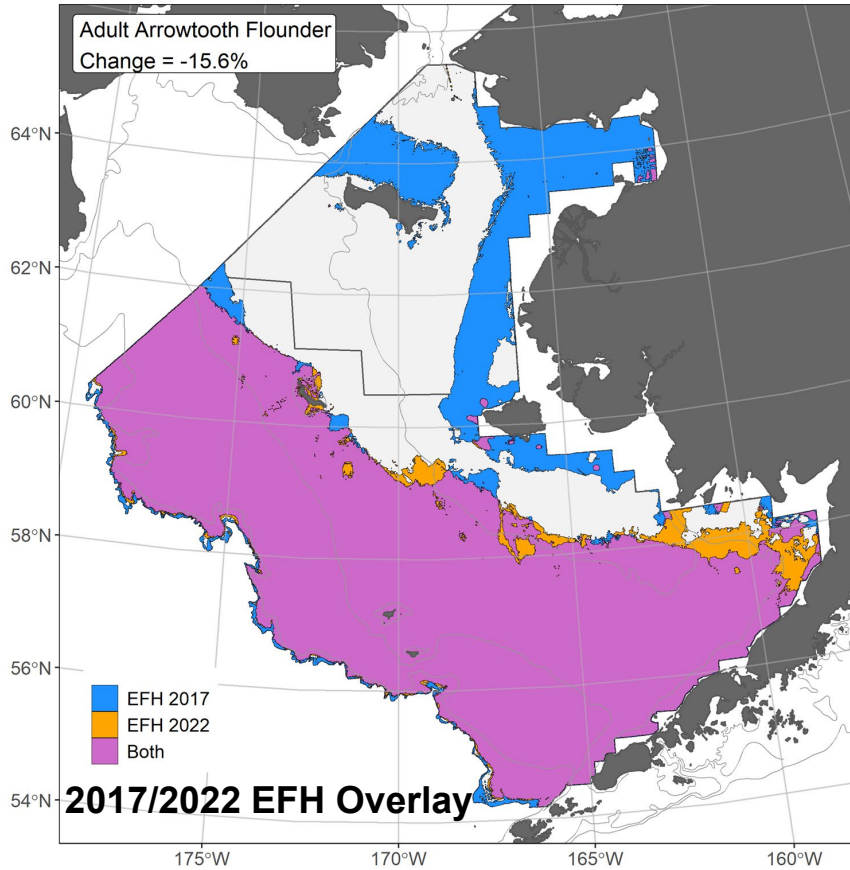 Adult Arrowtooth Flounder
Change = -15.6%
64°N
62°N
60°N
58°N
56°N
54°N
EFH 2017
EFH 2022
Both
2017/2022 EFH Overlay
175°W
170°W
165°W
160°W